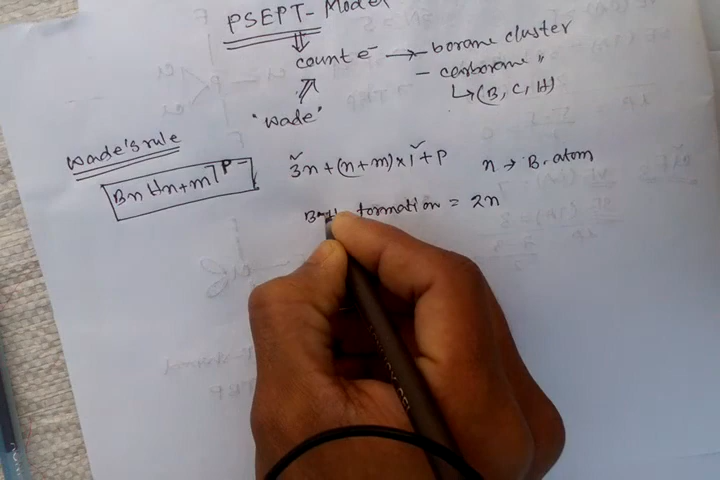 PSEPT - Model
count e⁻ → - borane cluster
- carborane "
↳ (B, C, H)
"wade"
Wade's rule
[BnHn+m]ᴾ⁻
3n + (n+m) × 1 + P n → B. atom
formation = 2n